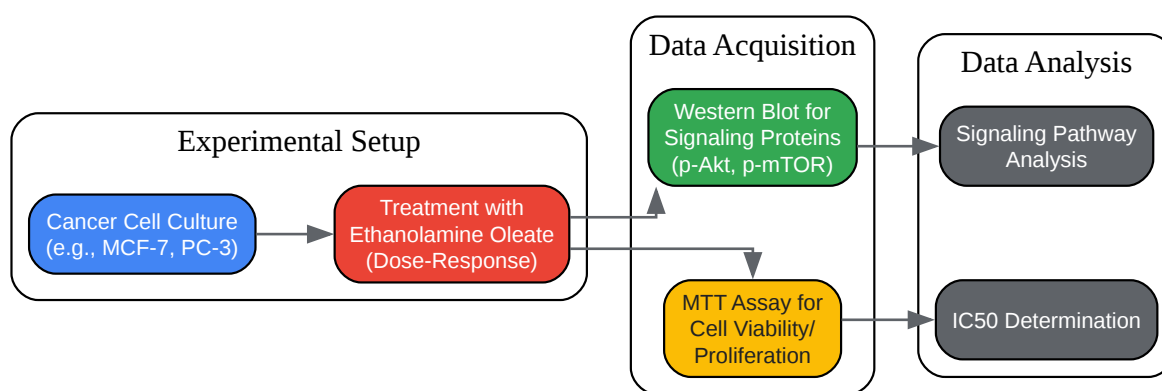 Experimental Setup
Cancer Cell Culture
(e.g., MCF-7, PC-3)
Treatment with
Ethanolamine Oleate
(Dose-Response)
Data Acquisition
Western Blot for
Signaling Proteins
(p-Akt, p-mTOR)
MTT Assay for
Cell Viability/
Proliferation
Data Analysis
Signaling Pathway
Analysis
IC50 Determination